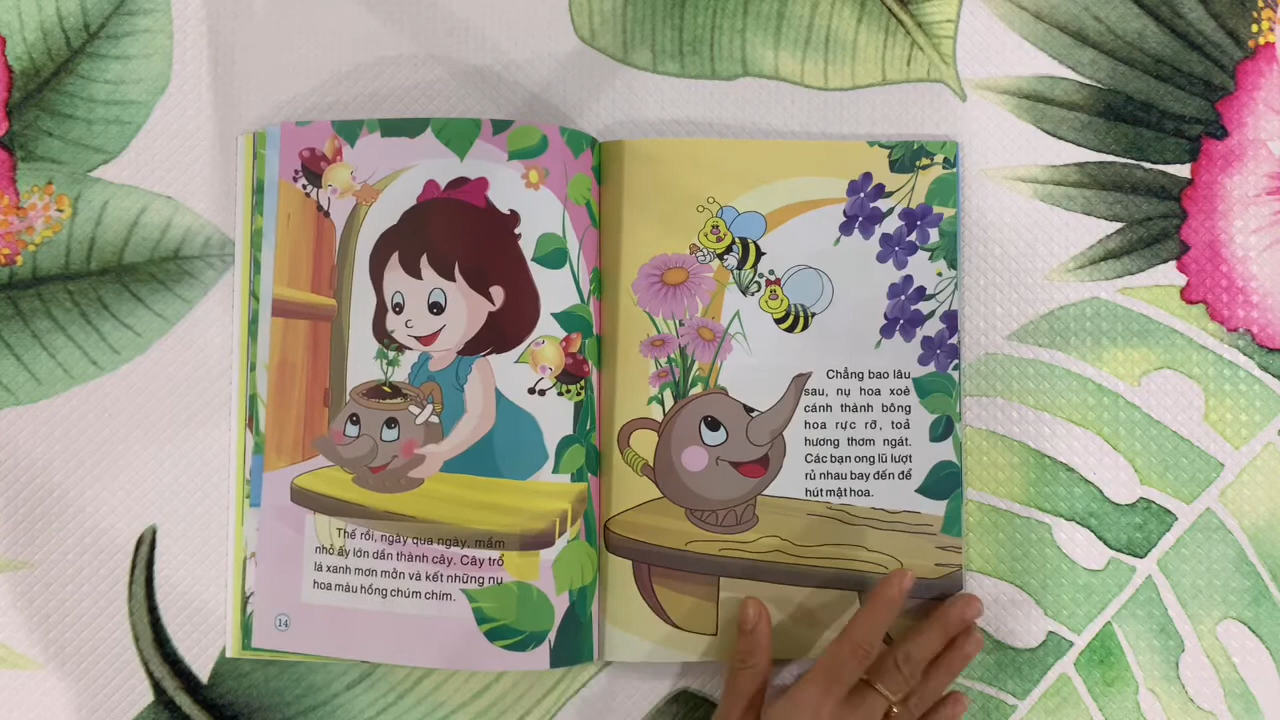 Thế rồi, ngày qua ngày, mầm
nhỏ ấy lớn dần thành cây. Cây trổ
lá xanh mơn mởn và kết những nụ
hoa màu hồng chúm chím.
14
Chẳng bao lâu
sau, nụ hoa xoè
cánh thành bông
hoa rực rỡ, toả
hương thơm ngát.
Các bạn ong lũ lượt
rủ nhau bay đến để
hút mật hoa.